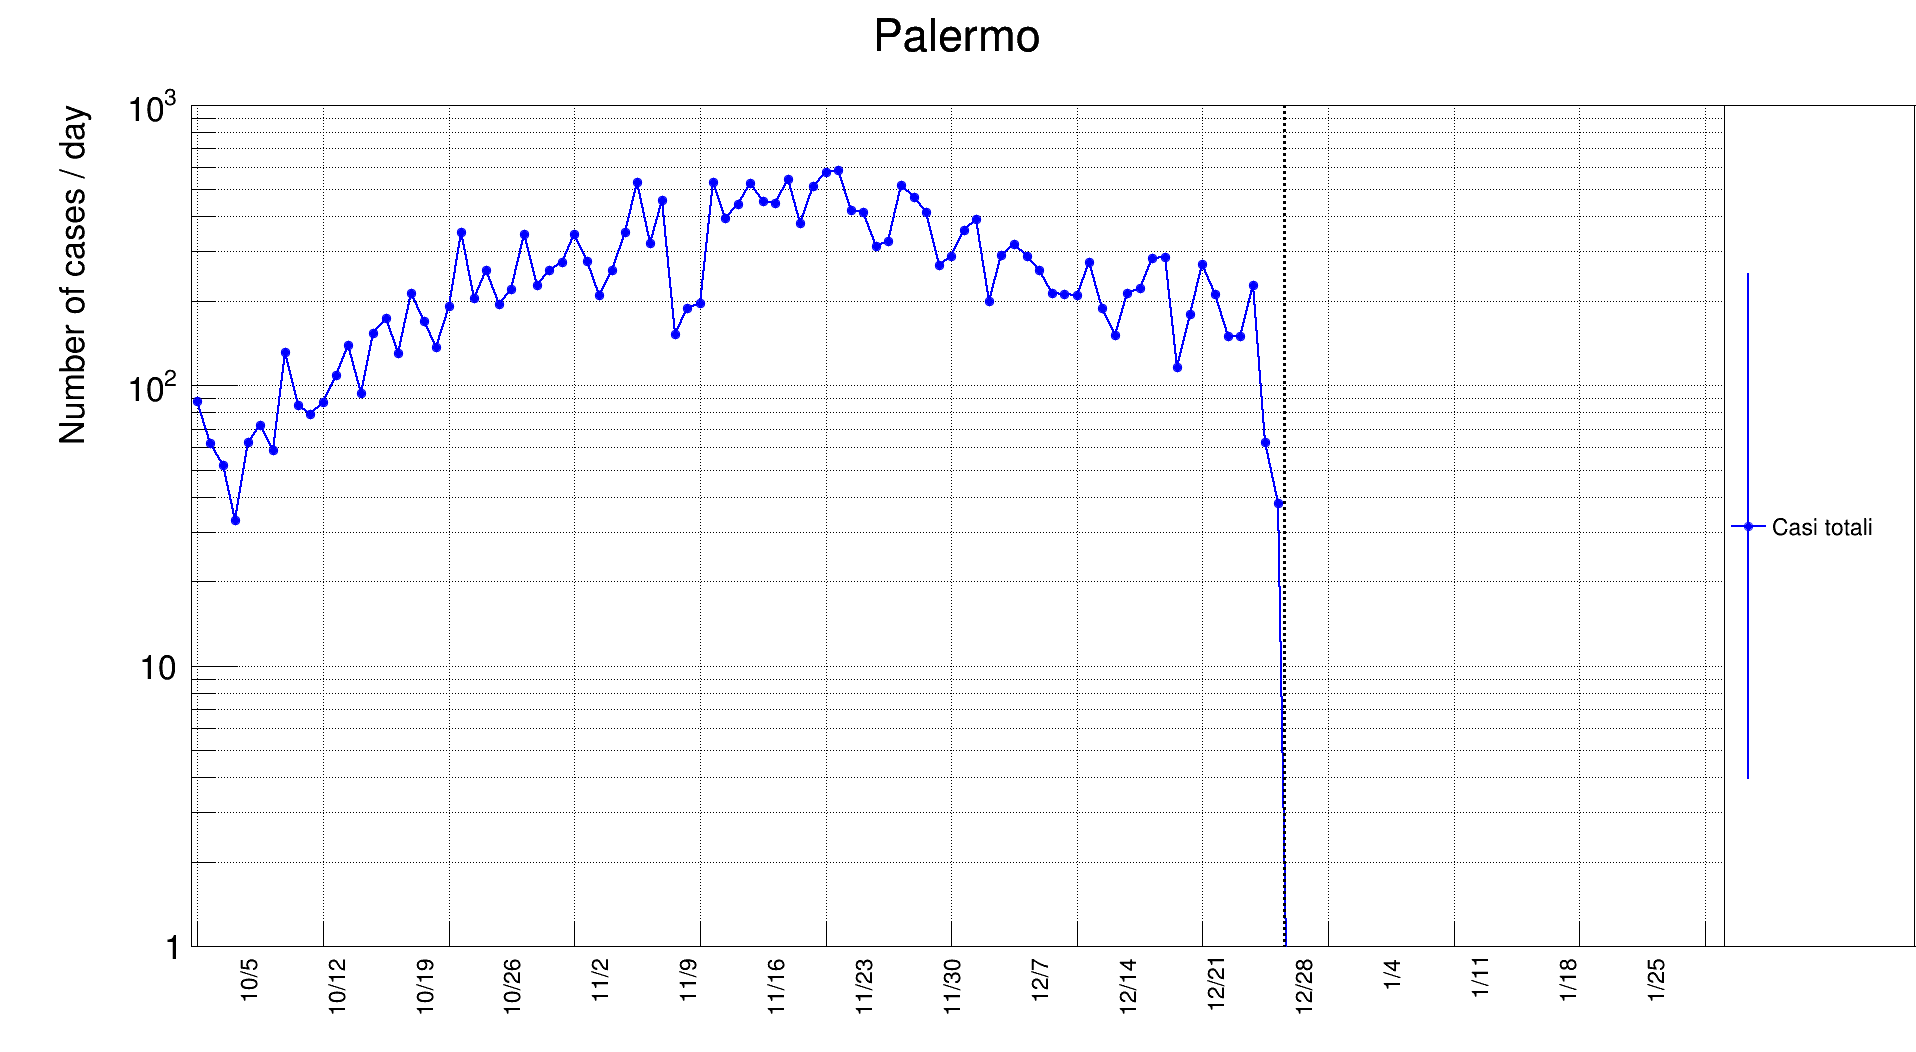 Palermo
Number of cases / day
10³
10²
10
1
10/5 10/12 10/19 10/26 11/2 11/9 11/16 11/23 11/30 12/7 12/14 12/21 12/28 1/4 1/11 1/18 1/25
Casi totali